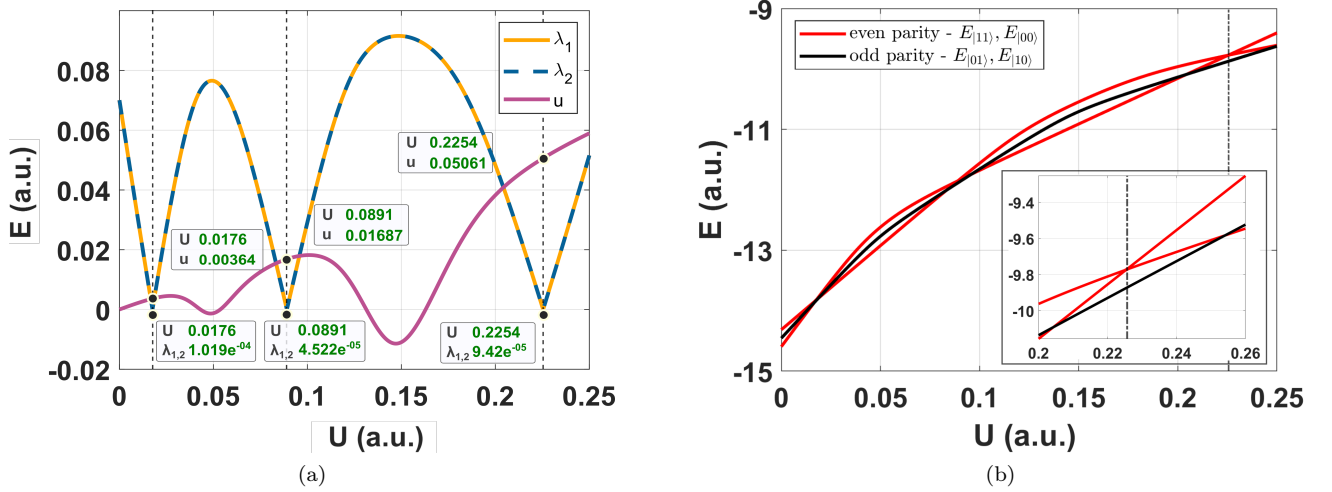 0.08
0.06
0.04
0.02
0
-0.02
E (a.u.)
λ₁
λ₂
u
U 0.2254
u 0.05061
U 0.0891
u 0.01687
U 0.0176
u 0.00364
U 0.0176
λ₁,₂ 1.019e⁻⁰⁴
U 0.0891
λ₁,₂ 4.522e⁻⁰⁵
U 0.2254
λ₁,₂ 9.42e⁻⁰⁵
0 0.05 0.1 0.15 0.2 0.25
U (a.u.)
(a)
-9
-11
-13
-15
E (a.u.)
even parity - E|11⟩, E|00⟩
odd parity - E|01⟩, E|10⟩
-9.4
-9.6
-9.8
-10
0.2 0.22 0.24 0.26
0 0.05 0.1 0.15 0.2 0.25
U (a.u.)
(b)